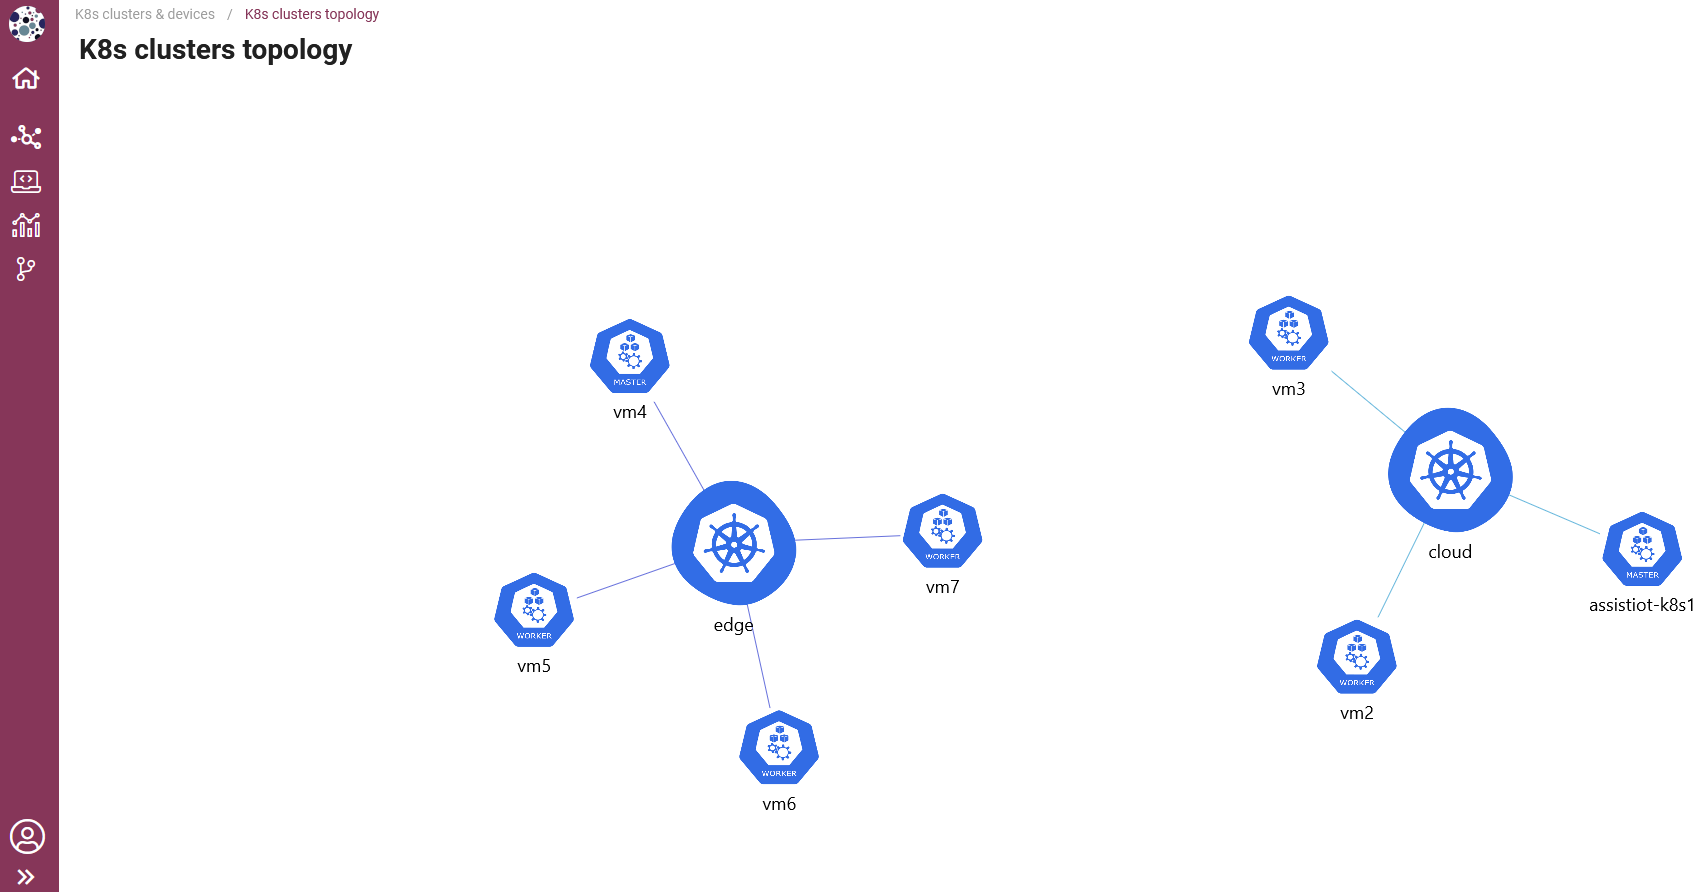 K8s clusters & devices / K8s clusters topology
K8s clusters topology
WORKER
vm3
MASTER
vm4
cloud
WORKER
vm7
MASTER
assistiot-k8s1
edge
WORKER
vm5
WORKER
vm2
WORKER
vm6